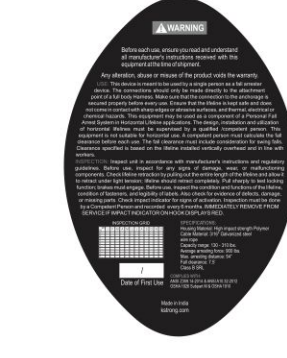 WARNING
Before each use, ensure you read and understand
all manufacturer's instructions received with this
equipment at the time of shipment.
Any alteration, abuse or misuse of the product voids the warranty.
USE: This device is meant to be used by a single person as a fall arrester
device. The connections should only be made directly to the attachment
point of a full body Harness. Make sure that the connection to the anchorage is
secured properly before every use. Ensure that the lifeline is kept safe and does
not come in contact with sharp edges or abrasive surfaces, and thermal, electrical or
chemical hazards. This equipment may be used as a component of a Personal Fall
Arrest System in Horizontal Lifeline applications. The design, installation and utilization
of horizontal lifelines must be supervised by a qualified /competent person. This
equipment is not suitable for horizontal use. A competent person must calculate the fall
clearance before each use. The fall clearance must include consideration for swing falls.
Clearance specified is based on the lifeline installed vertically overhead and in line with
workers.
INSPECTION: Inspect unit in accordance with manufacturer's instructions and regulatory
guidelines. Before use, inspect for any signs of damage, wear, or malfunctioning
components. Check lifeline retraction by pulling out the entire length of the lifeline and allow it
to retract under light tension; lifeline should retract completely. Pull sharply to test locking
function; brakes must engage. Before use, inspect the condition and functions of the lifeline,
condition of fasteners, and legibility of labels. Also check for evidence of defects, damage,
or missing parts. Check impact indicator for signs of activation. Inspection must be done
by a Competent Person and recorded every 6 months. IMMEDIATELY REMOVE FROM
SERVICE IF IMPACT INDICATOR ON HOOK DISPLAYS RED.
INSPECTION GRID
SPECIFICATIONS:
Housing Material: High impact strength Polymer
Cable Material: 3/16" Galvanized steel
wire rope
Capacity range: 130 - 310 lbs.
Average arresting force: 900 lbs.
Max. arresting distance: 54"
Fall clearance: 7.5'
Class B SRL
/
Date of First Use
COMPLIES WITH
Made in India
kstrong.com